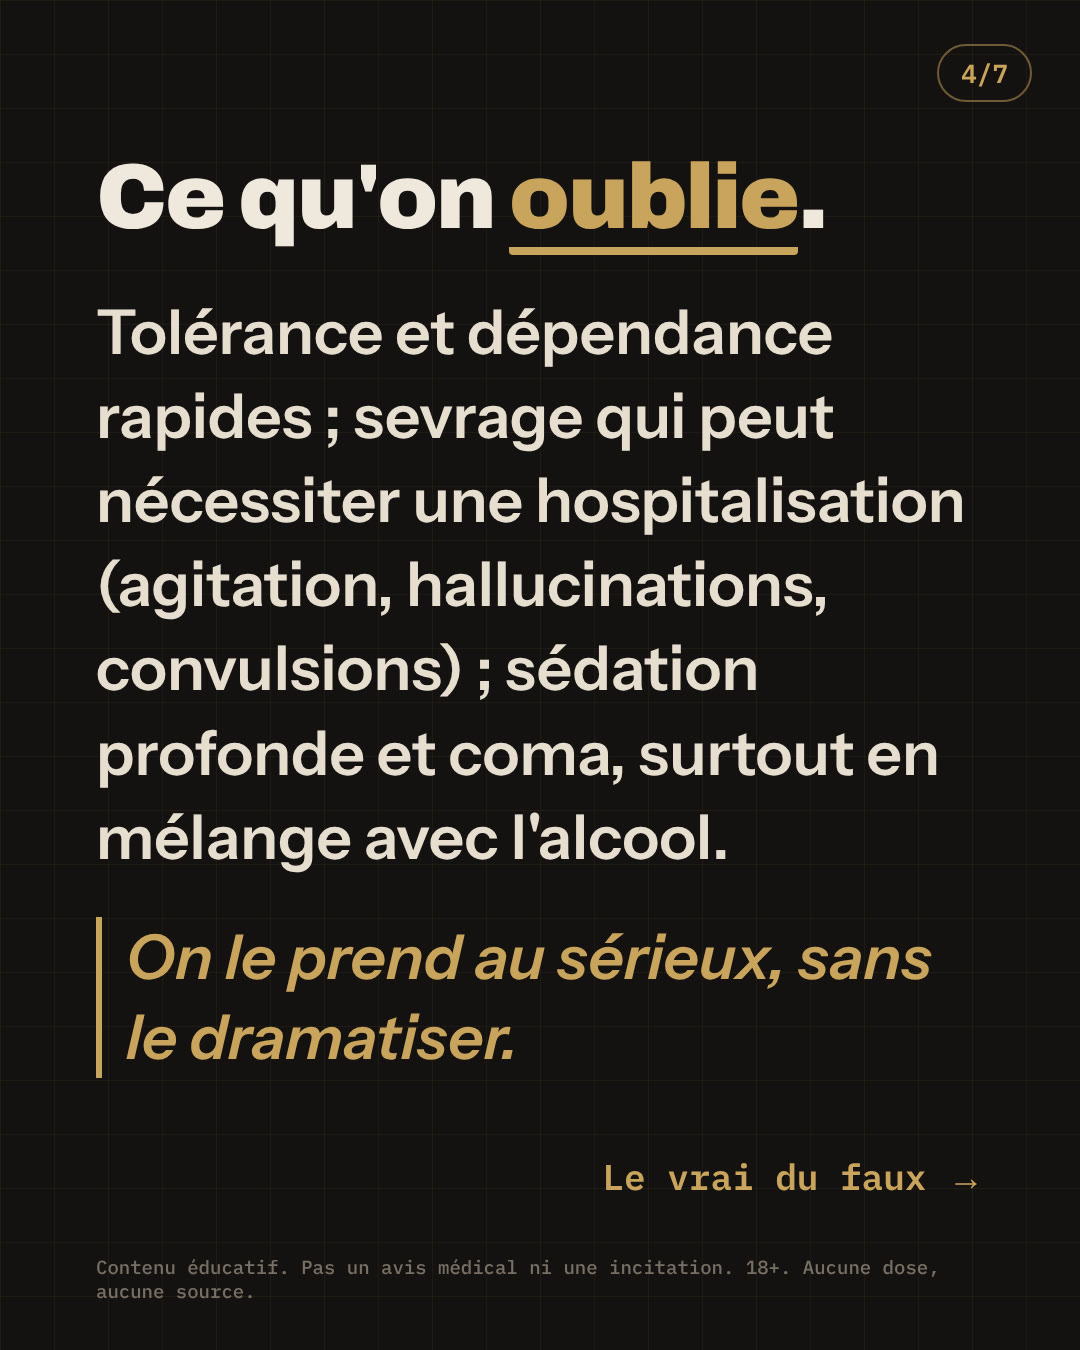 4/7
Ce qu'on oublie.
Tolérance et dépendance
rapides ; sevrage qui peut
nécessiter une hospitalisation
(agitation, hallucinations,
convulsions) ; sédation
profonde et coma, surtout en
mélange avec l'alcool.
On le prend au sérieux, sans
le dramatiser.
Le vrai du faux →
Contenu éducatif. Pas un avis médical ni une incitation. 18+. Aucune dose,
aucune source.